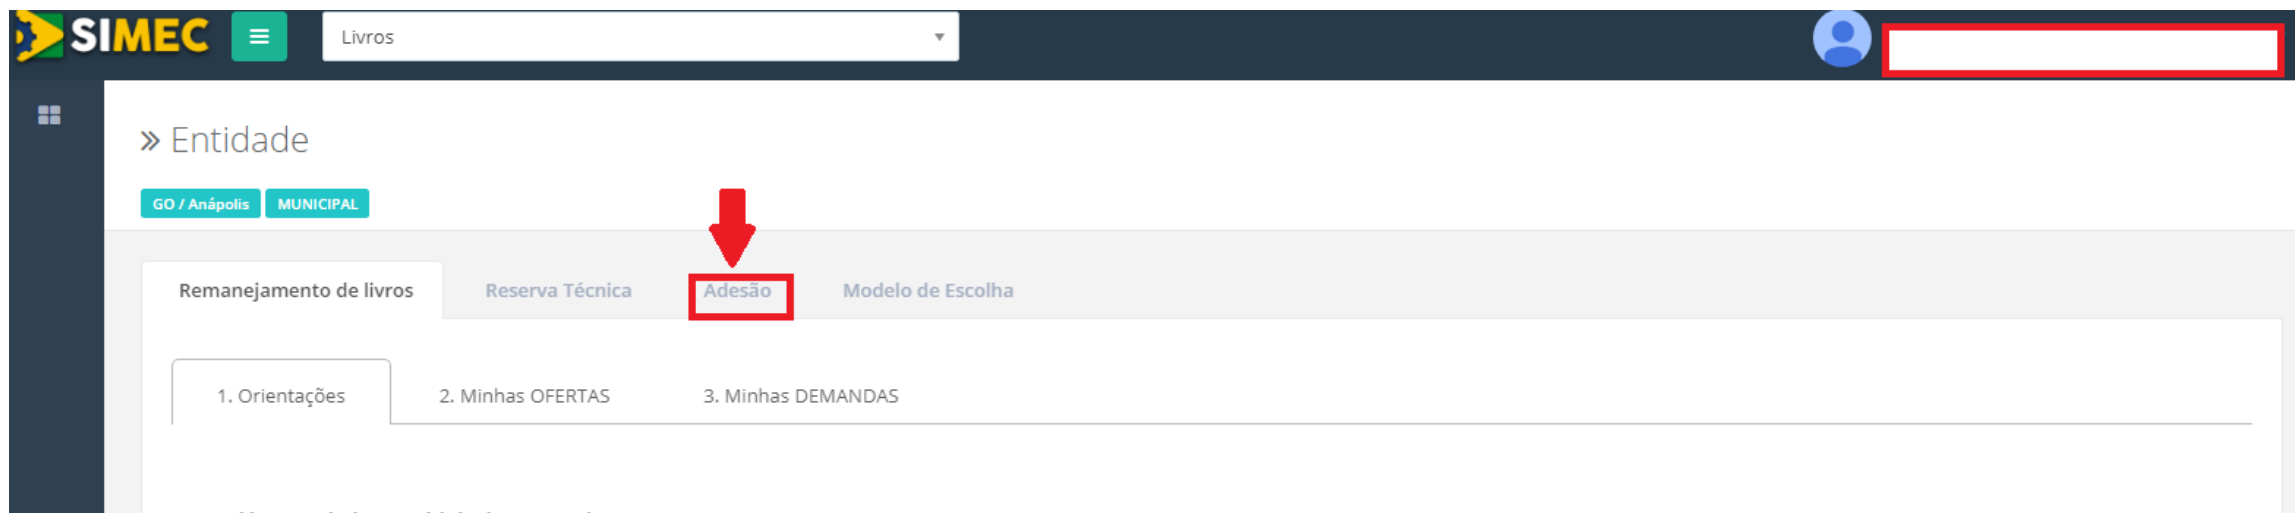 SIMEC
Livros
» Entidade
GO / Anápolis MUNICIPAL
Remanejamento de livros Reserva Técnica Adesão Modelo de Escolha
1. Orientações 2. Minhas OFERTAS 3. Minhas DEMANDAS